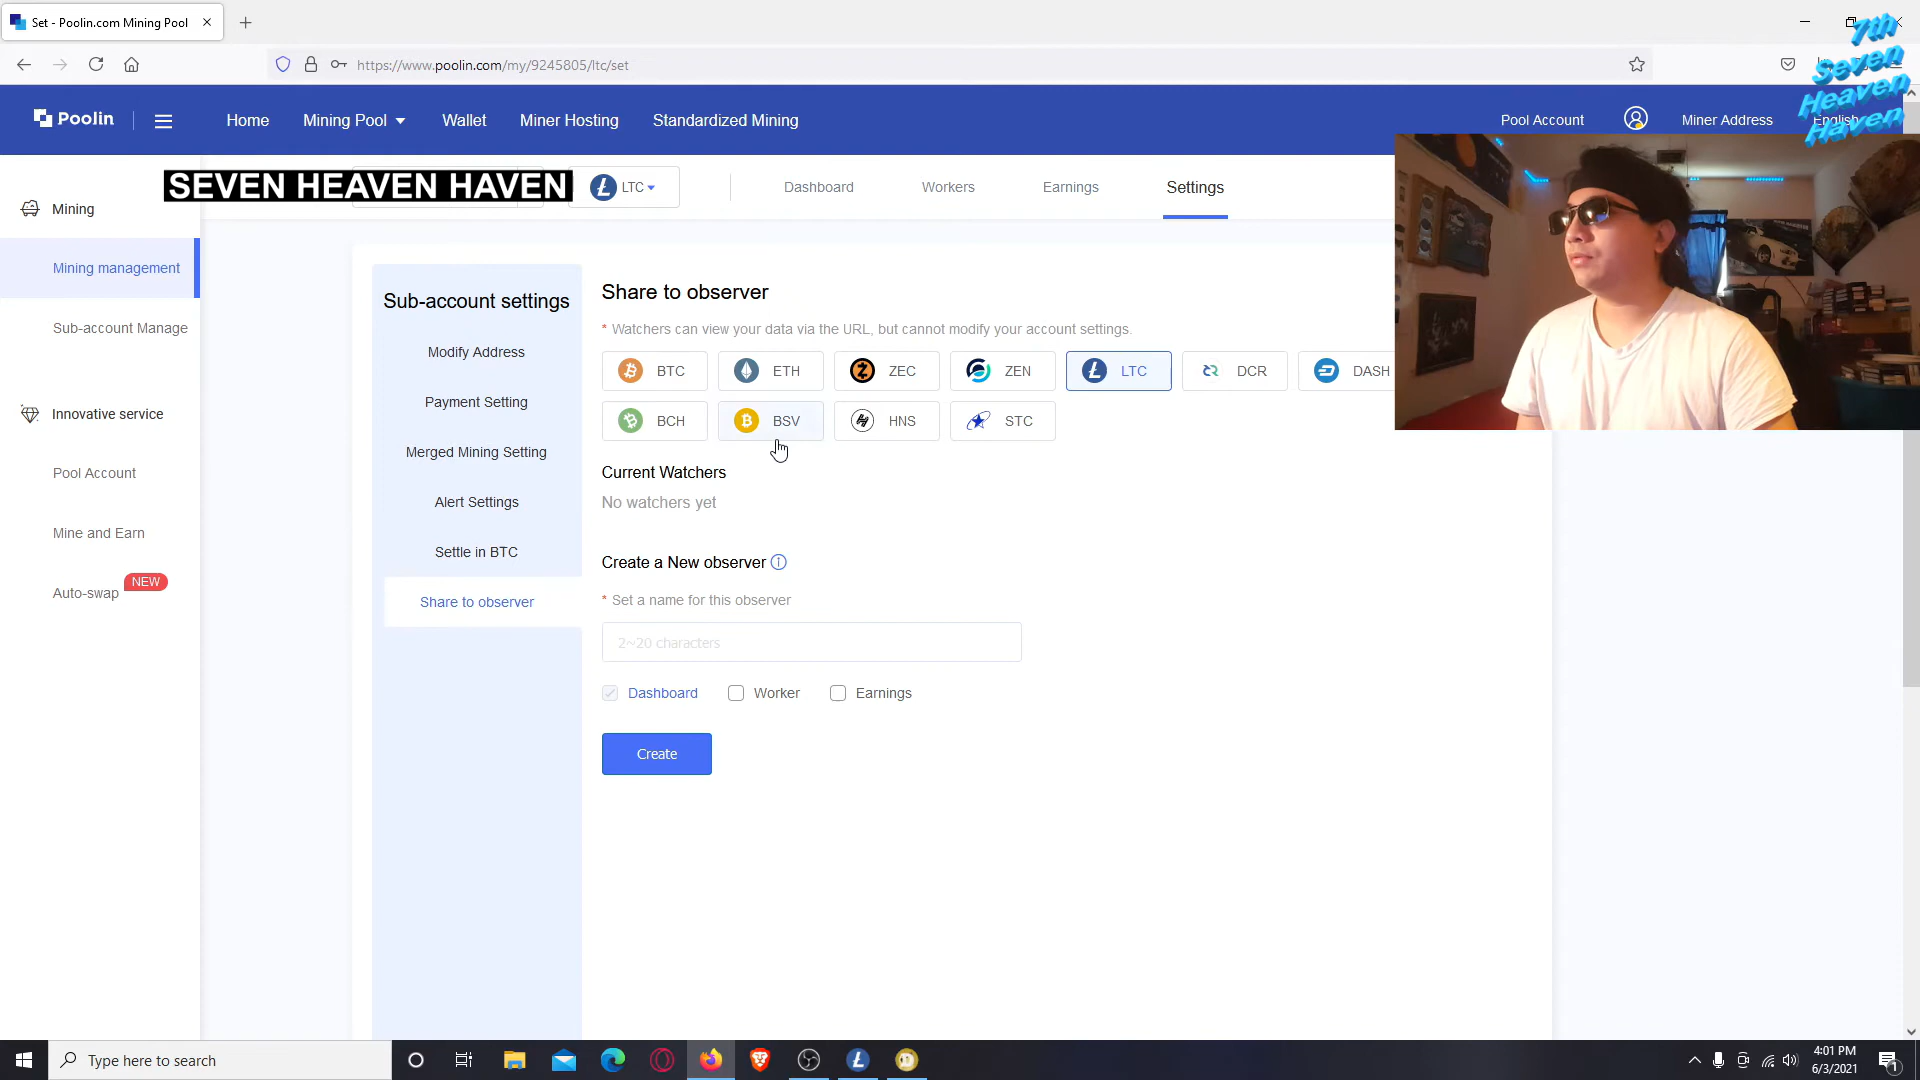 Set - Poolin.com Mining Pool
https://www.poolin.com/my/9245805/ltc/set
7th
Seven
Heaven
Haven
Poolin
Home
Mining Pool
Wallet
Miner Hosting
Standardized Mining
Pool Account
Miner Address
English
SEVEN HEAVEN HAVEN
LTC
Dashboard
Workers
Earnings
Settings
Mining
Mining management
Sub-account Manage
Innovative service
Pool Account
Mine and Earn
Auto-swap
NEW
Sub-account settings
Modify Address
Payment Setting
Merged Mining Setting
Alert Settings
Settle in BTC
Share to observer
Share to observer
* Watchers can view your data via the URL, but cannot modify your account settings.
BTC
ETH
ZEC
ZEN
LTC
DCR
DASH
BCH
BSV
HNS
STC
Current Watchers
No watchers yet
Create a New observer
* Set a name for this observer
2~20 characters
Dashboard
Worker
Earnings
Create
Type here to search
4:01 PM
6/3/2021
1